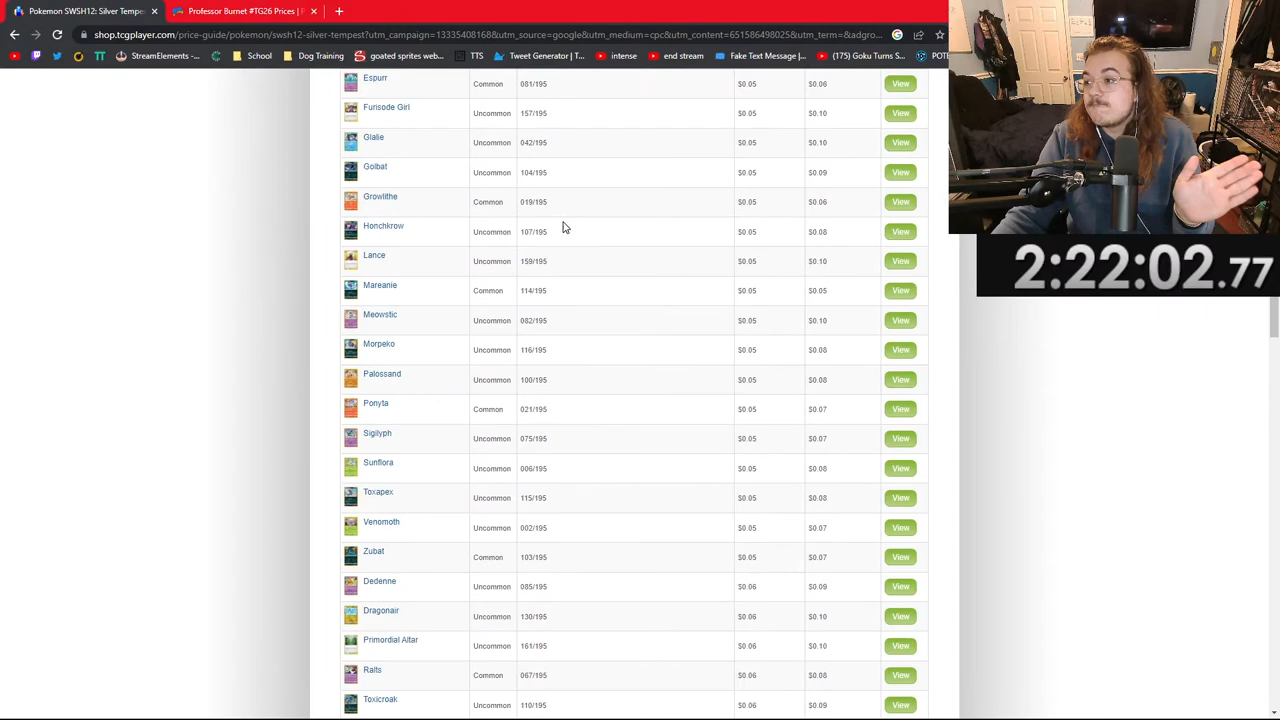 Pokemon SWSH12: Silver Tempes
Professor Burnet #TG26 Prices | P
shop.tcgplayer.com/price-guide/pokemon/swsh12-silver-tempest?utm_campaign=13352408168&utm_source=google&utm_medium=cpc&utm_content=651586498025&utm_term=&adgro...
StreamElements -... School Dog Training goated sprites web... TTS Tweet Generator | T... intense end stream Fake Text Message |... (175) Goku Turns S... POTE
Espurr Common 081/195 $0.05 $0.06 View
Furisode Girl Uncommon 157/195 $0.05 $0.10 View
Glalie Uncommon 042/195 $0.05 $0.10 View
Golbat Uncommon 104/195 $0.05 $0.09 View
Growlithe Common 019/195 $0.05 $0.06 View
Honchkrow Uncommon 107/195 $0.05 $0.08 View
Lance Uncommon 159/195 $0.05 $0.10 View
Mareanie Common 114/195 $0.05 $0.05 View
Meowstic Uncommon 082/195 $0.05 $0.10 View
Morpeko Uncommon 116/195 $0.05 $0.08 View
Palossand Uncommon 100/195 $0.05 $0.08 View
Ponyta Common 021/195 $0.05 $0.07 View
Sigilyph Uncommon 075/195 $0.05 $0.07 View
Sunflora Uncommon 006/195 $0.05 $0.08 View
Toxapex Uncommon 115/195 $0.05 $0.08 View
Venomoth Uncommon 002/195 $0.05 $0.07 View
Zubat Common 103/195 $0.05 $0.07 View
Dedenne Uncommon 085/195 $0.06 $0.09 View
Dragonair Uncommon 130/195 $0.06 $0.10 View
Primordial Altar Uncommon 161/195 $0.06 $0.10 View
Ralts Common 067/195 $0.06 $0.08 View
Toxicroak Uncommon 110/195 $0.06 $0.09 View
2:22:02.77